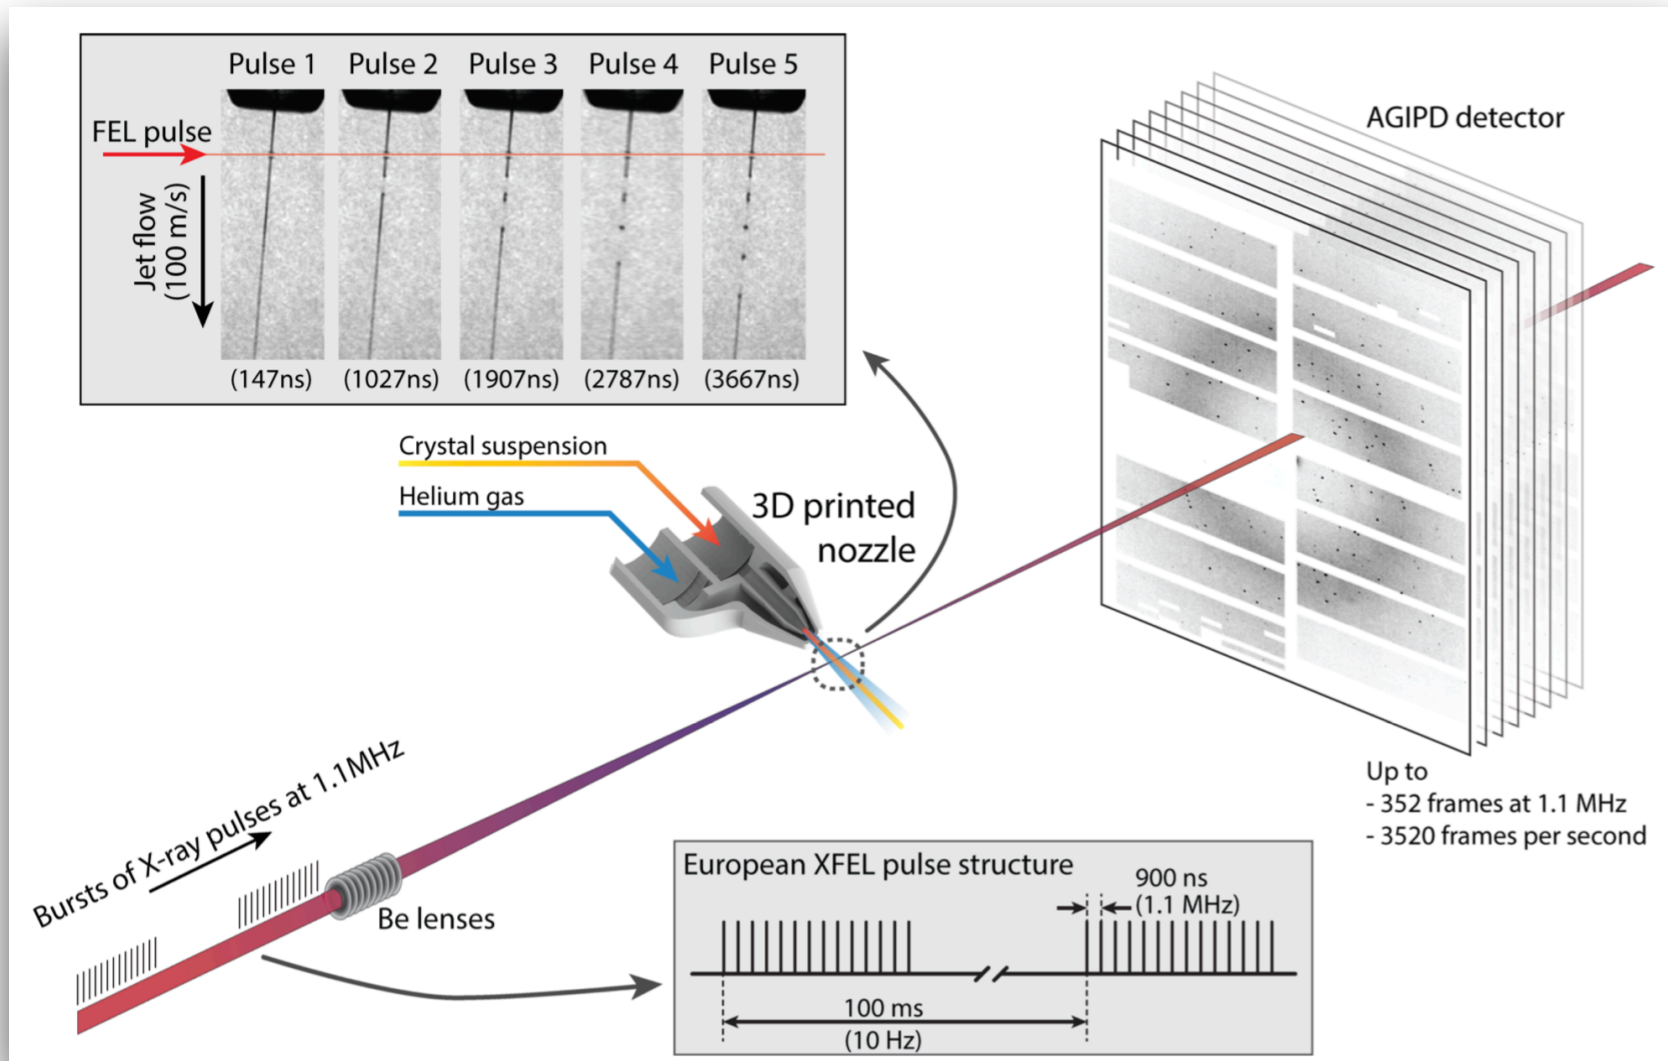 Pulse 1 Pulse 2 Pulse 3 Pulse 4 Pulse 5
FEL pulse
Jet flow
(100 m/s)
(147ns) (1027ns) (1907ns) (2787ns) (3667ns)
AGIPD detector
Crystal suspension
Helium gas
3D printed
nozzle
Up to
- 352 frames at 1.1 MHz
- 3520 frames per second
Bursts of X-ray pulses at 1.1MHz
Be lenses
European XFEL pulse structure
900 ns
(1.1 MHz)
100 ms
(10 Hz)